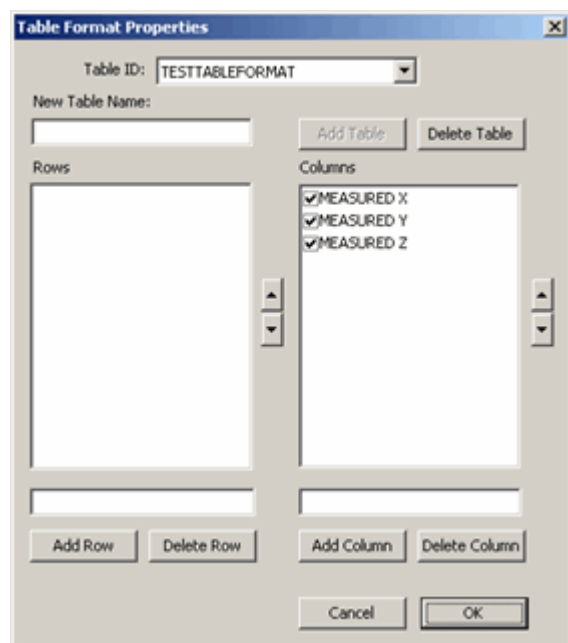 Table Format Properties
Table ID: TESTTABLEFORMAT
New Table Name:
Add Table Delete Table
Rows Columns
MEASURED X
MEASURED Y
MEASURED Z
Add Row Delete Row Add Column Delete Column
Cancel OK